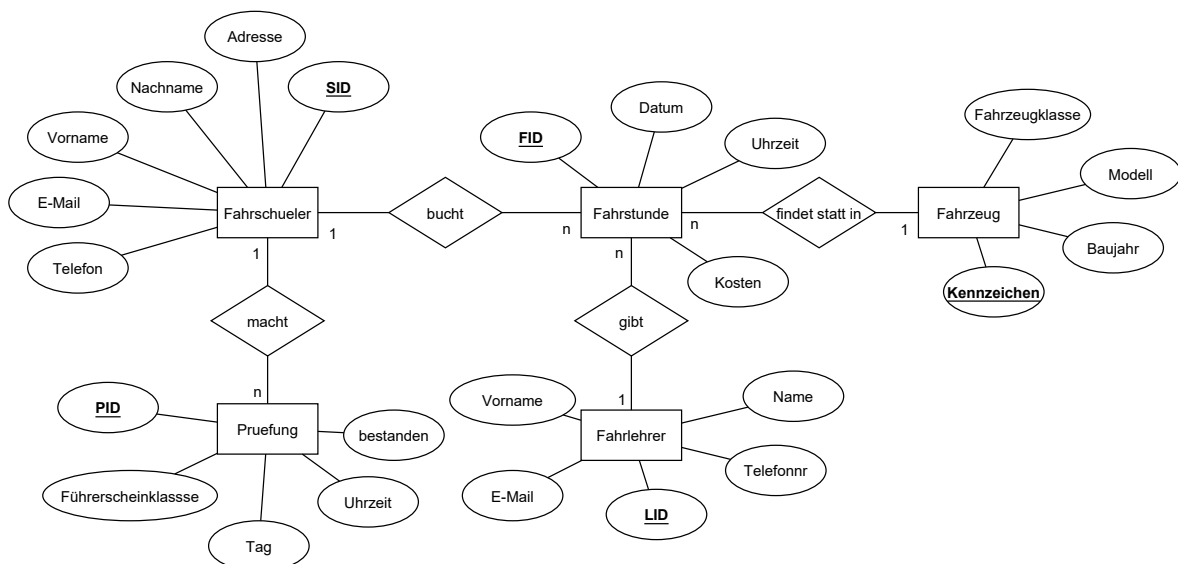 Adresse
Nachname
SID
Vorname
E-Mail
Telefon
Fahrschueler
1
1
bucht
n
FID
Datum
Uhrzeit
Fahrstunde
n
n
Kosten
findet statt in
1
Fahrzeugklasse
Modell
Fahrzeug
Baujahr
Kennzeichen
macht
n
gibt
1
PID
Pruefung
bestanden
Führerscheinklassse
Uhrzeit
Tag
Vorname
Name
Fahrlehrer
Telefonnr
E-Mail
LID